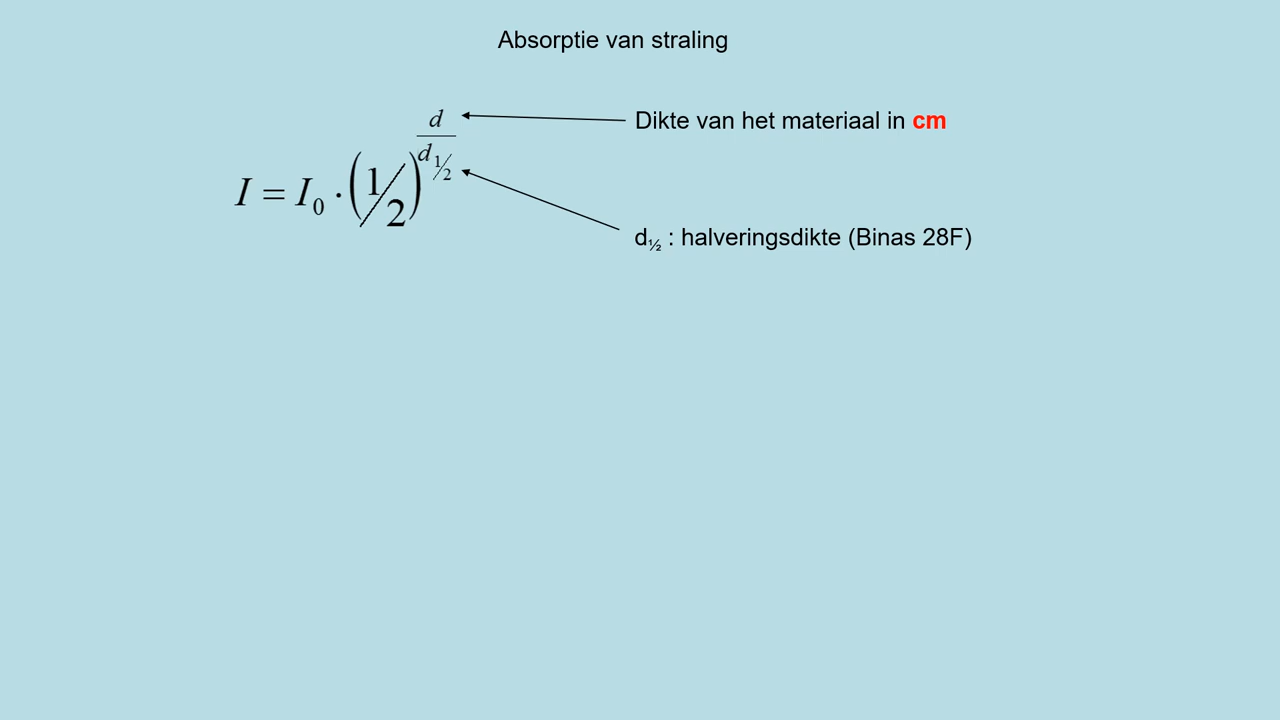 Absorptie van straling
I = I₀ · (1/2)^(d/d½)
Dikte van het materiaal in cm
d½ : halveringsdikte (Binas 28F)